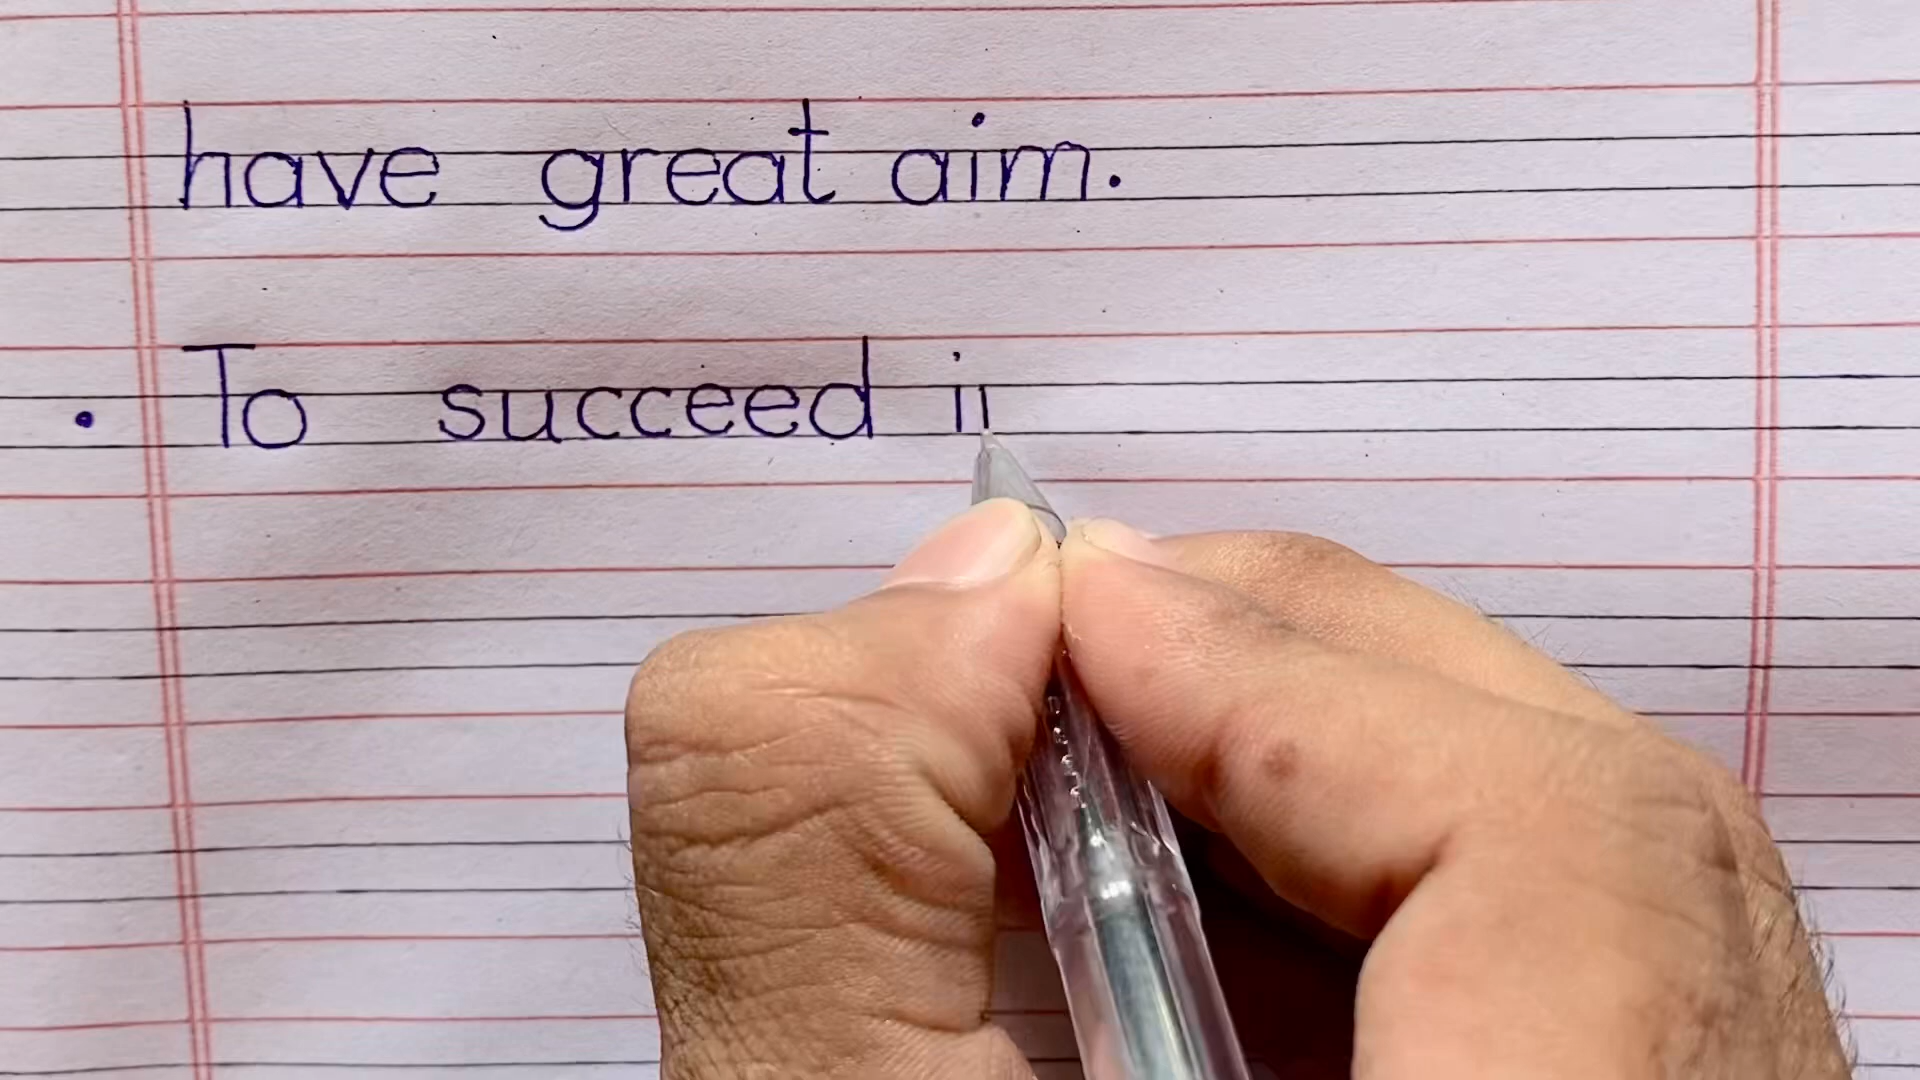 have great aim.
• To succeed i